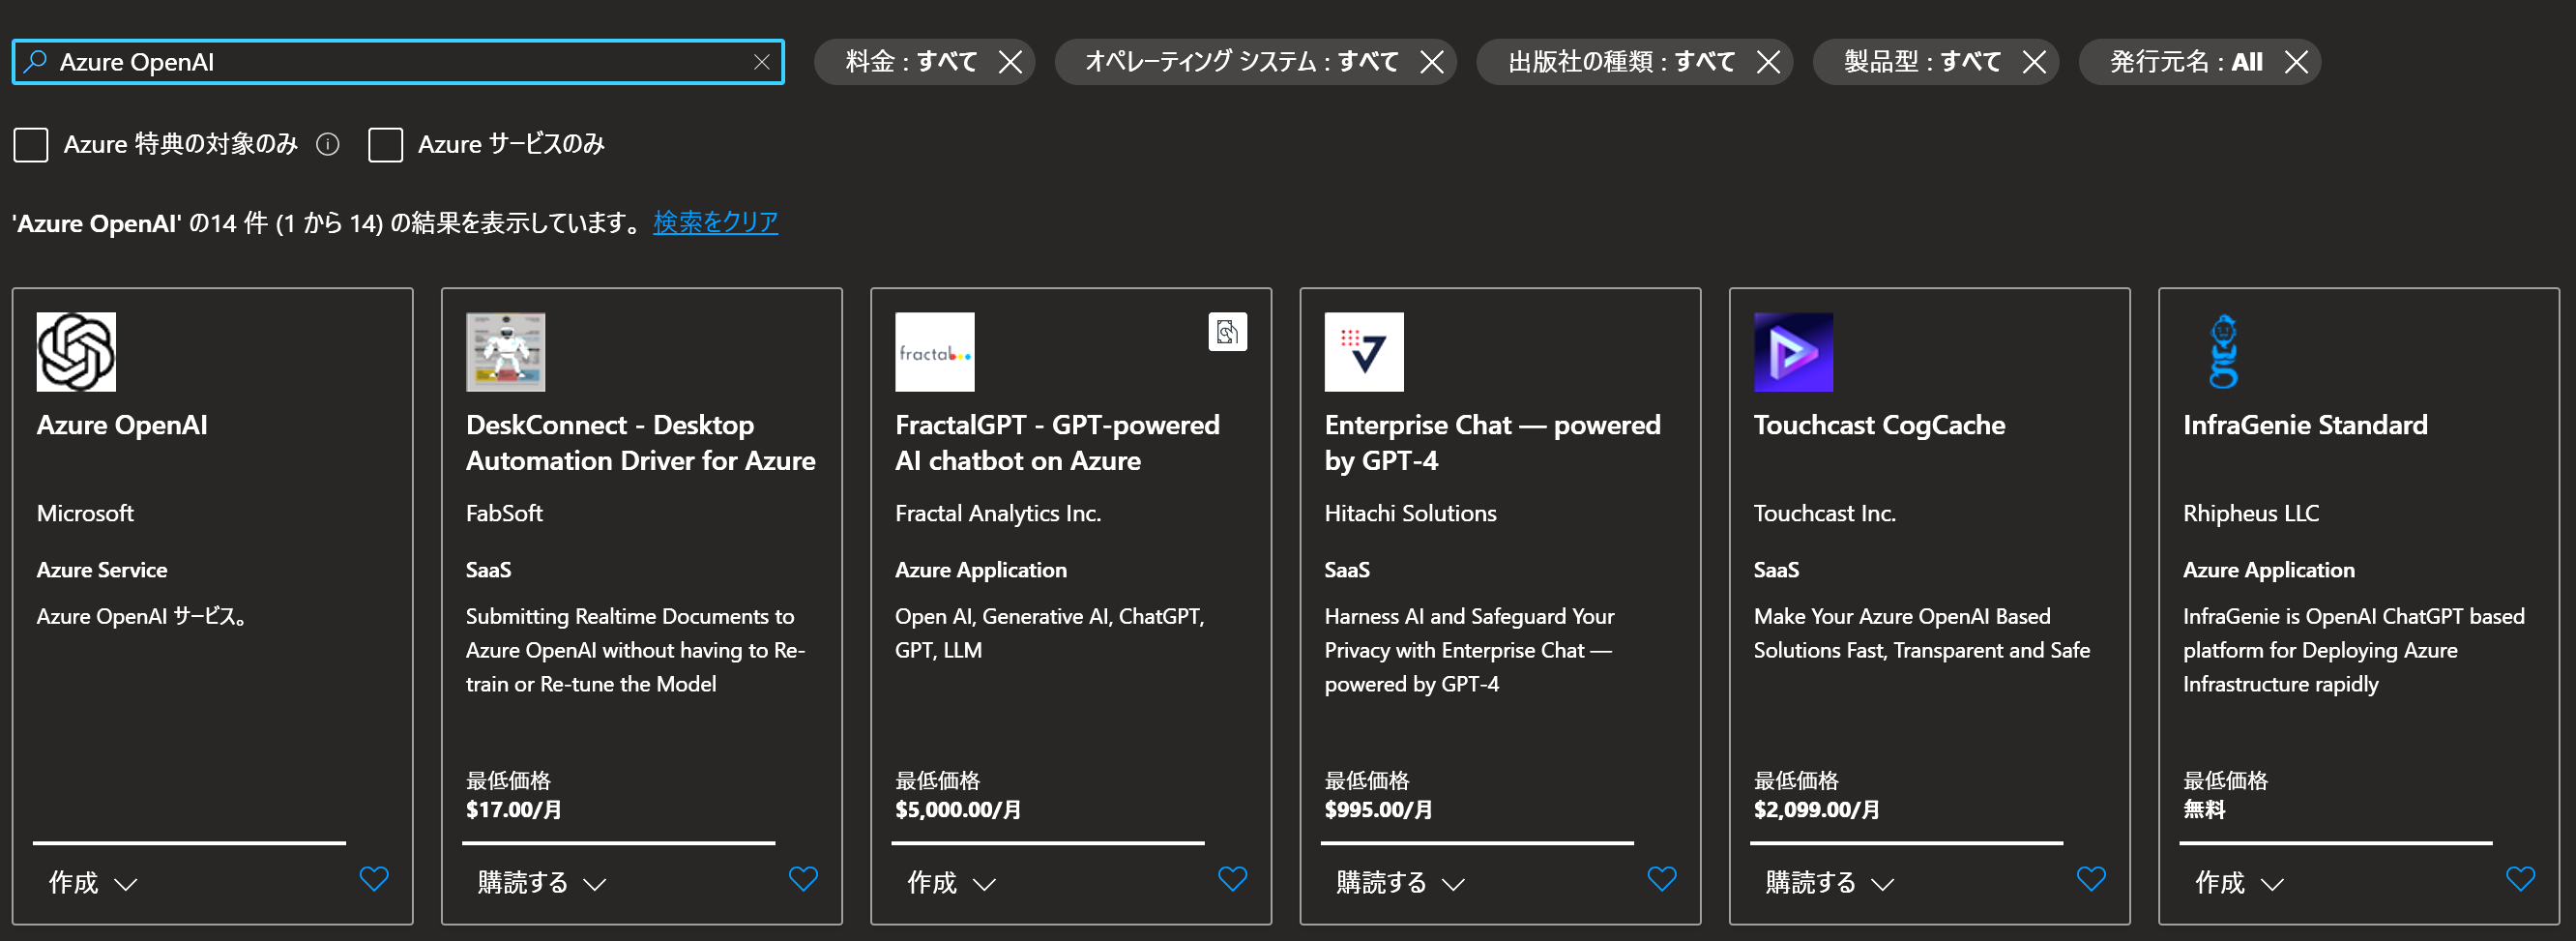 Azure OpenAI
料金 : すべて
オペレーティング システム : すべて
出版社の種類 : すべて
製品型 : すべて
発行元名 : All
Azure 特典の対象のみ
Azure サービスのみ
'Azure OpenAI' の14 件 (1 から 14) の結果を表示しています。 検索をクリア
Azure OpenAI
Microsoft
Azure Service
Azure OpenAI サービス。
作成
DeskConnect - Desktop
Automation Driver for Azure
FabSoft
SaaS
Submitting Realtime Documents to
Azure OpenAI without having to Re-
train or Re-tune the Model
最低価格
$17.00/月
購読する
fractal
FractalGPT - GPT-powered
AI chatbot on Azure
Fractal Analytics Inc.
Azure Application
Open AI, Generative AI, ChatGPT,
GPT, LLM
最低価格
$5,000.00/月
作成
Enterprise Chat — powered
by GPT-4
Hitachi Solutions
SaaS
Harness AI and Safeguard Your
Privacy with Enterprise Chat —
powered by GPT-4
最低価格
$995.00/月
購読する
Touchcast CogCache
Touchcast Inc.
SaaS
Make Your Azure OpenAI Based
Solutions Fast, Transparent and Safe
最低価格
$2,099.00/月
購読する
InfraGenie Standard
Rhipheus LLC
Azure Application
InfraGenie is OpenAI ChatGPT based
platform for Deploying Azure
Infrastructure rapidly
最低価格
無料
作成